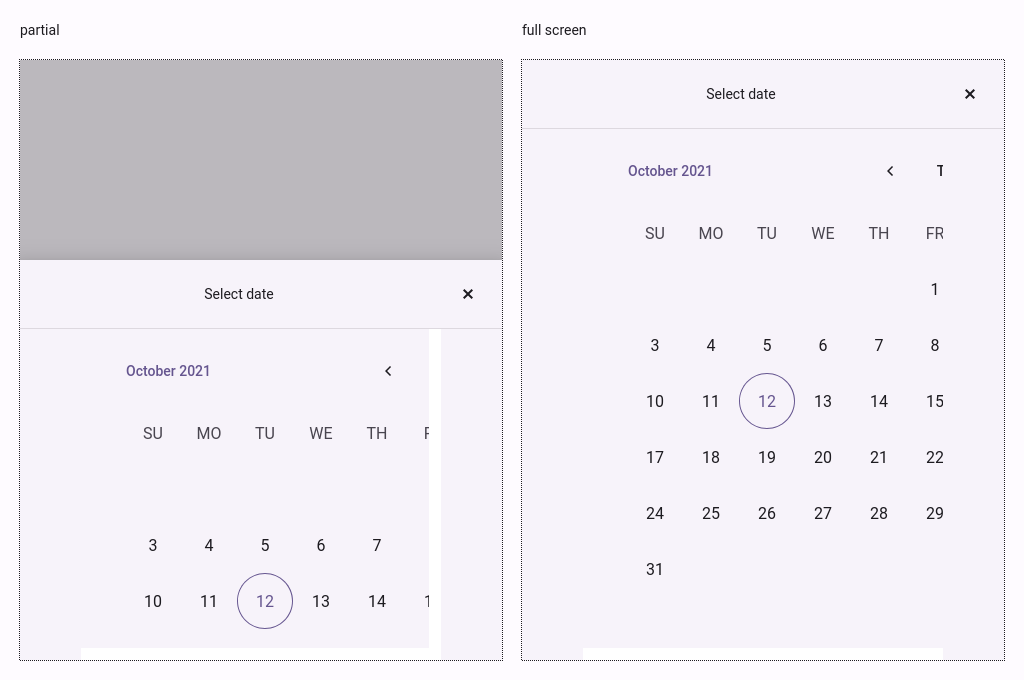 partial
full screen
Select date
October 2021
SU MO TU WE TH
3 4 5 6 7
10 11 12 13 14
Select date
October 2021
SU MO TU WE TH FR
1
3 4 5 6 7 8
10 11 12 13 14 15
17 18 19 20 21 22
24 25 26 27 28 29
31